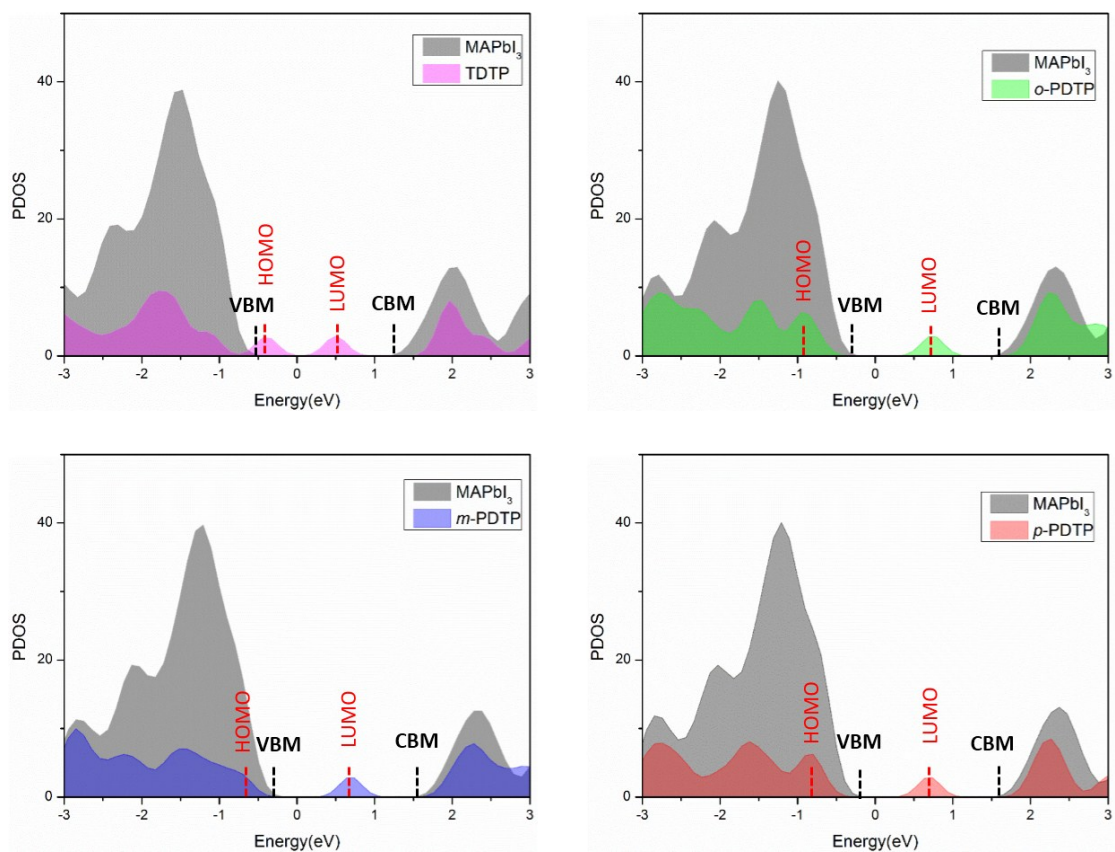 MAPbI₃
TDTP
40
20
0
PDOS
HOMO
LUMO
VBM
CBM
-3 -2 -1 0 1 2 3
Energy(eV)
MAPbI₃
o-PDTP
40
20
0
PDOS
HOMO
VBM
LUMO
CBM
-3 -2 -1 0 1 2 3
Energy(eV)
MAPbI₃
m-PDTP
40
20
0
PDOS
HOMO
VBM
LUMO
CBM
-3 -2 -1 0 1 2 3
Energy(eV)
MAPbI₃
p-PDTP
40
20
0
PDOS
HOMO
VBM
LUMO
CBM
-3 -2 -1 0 1 2 3
Energy(eV)